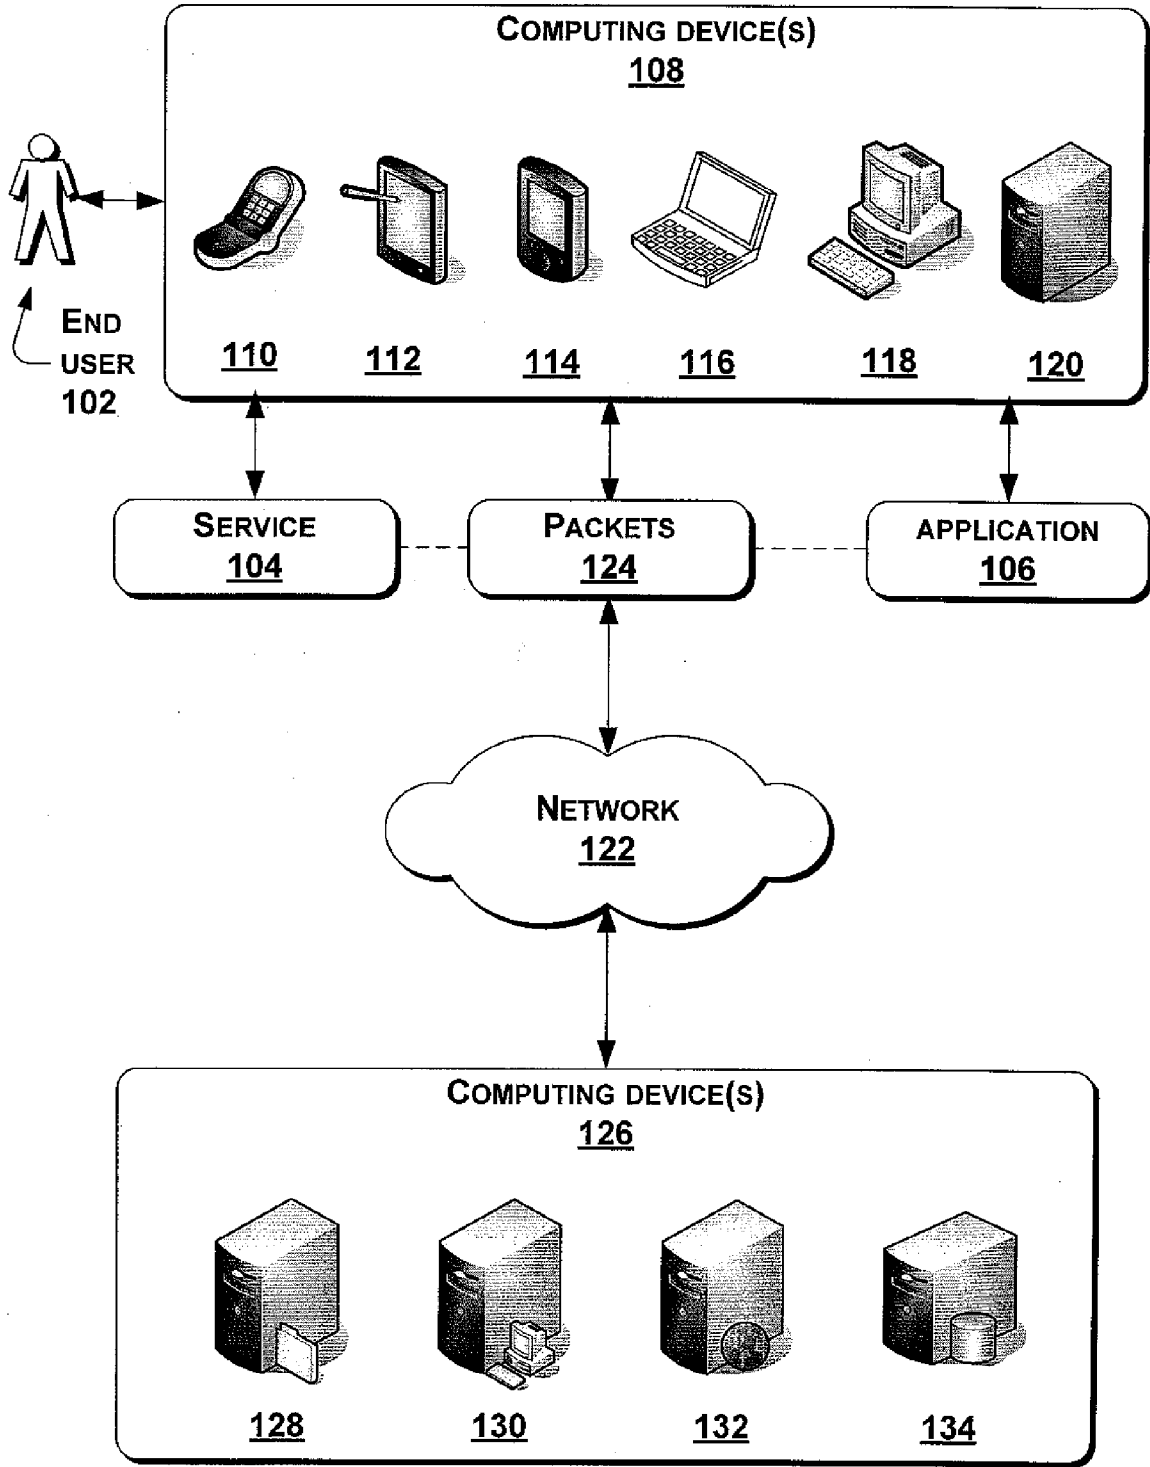 COMPUTING DEVICE(S)
108
110
112
114
116
118
120
END
USER
102
SERVICE
104
PACKETS
124
APPLICATION
106
NETWORK
122
COMPUTING DEVICE(S)
126
128
130
132
134